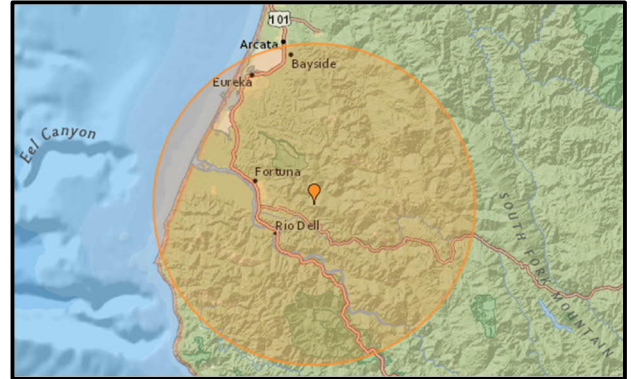 101
Arcata
Bayside
Eureka
Eel Canyon
Fortuna
Rio Dell
SOUTH FORK MOUNTAIN